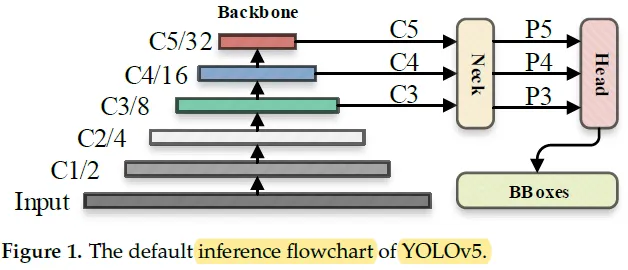 Backbone
C5/32
C5
P5
C4/16
C4
P4
C3/8
C3
P3
Neck
Head
C2/4
C1/2
BBoxes
Input
Figure 1. The default inference flowchart of YOLOv5.